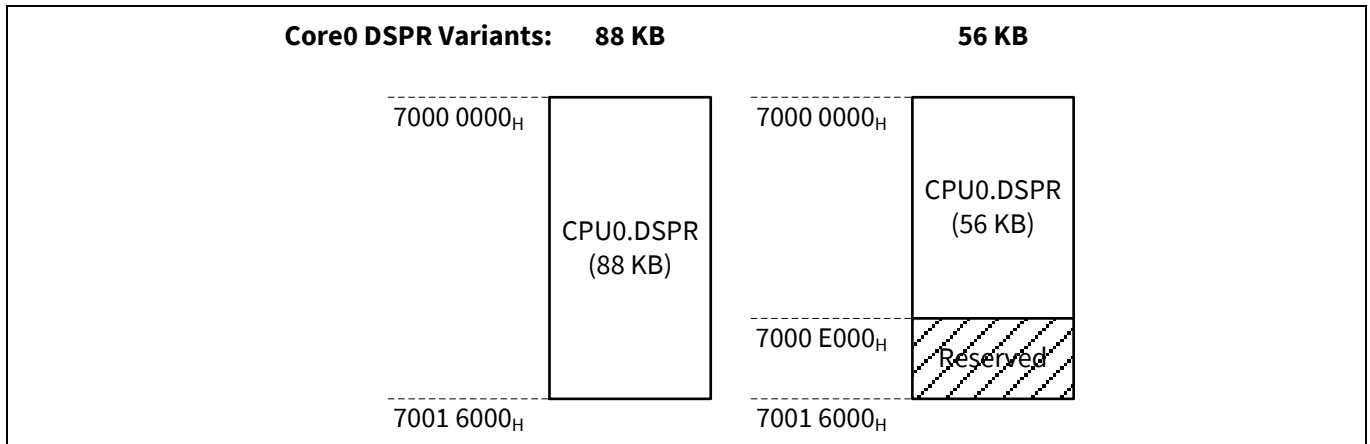 Core0 DSPR Variants: 88 KB 56 KB
7000 0000H 7000 0000H
CPU0.DSPR
(88 KB)
CPU0.DSPR
(56 KB)
7000 E000H
Reserved
7001 6000H 7001 6000H